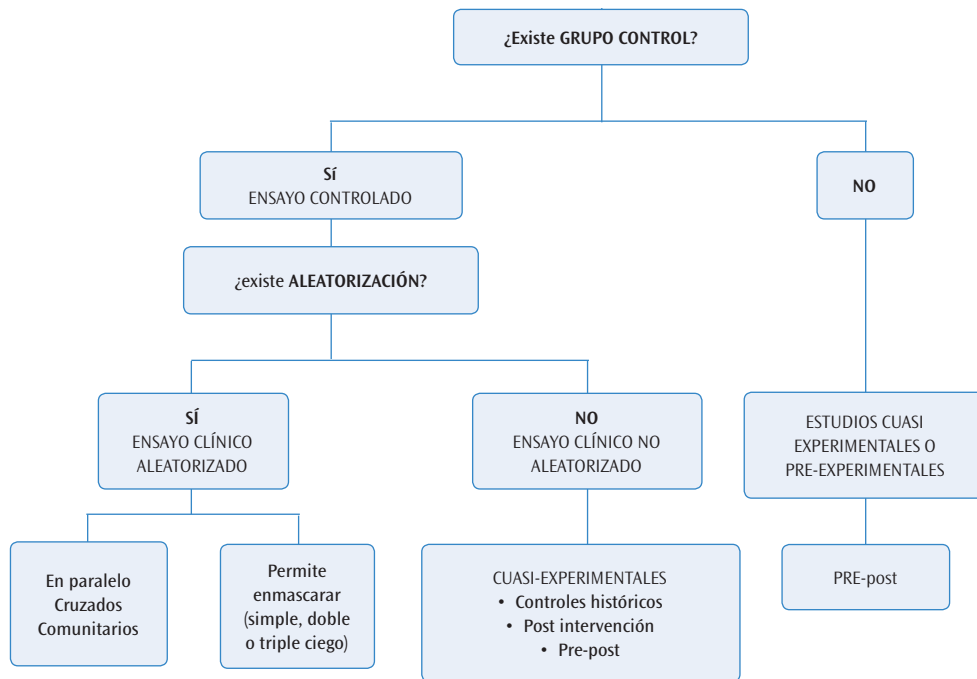 ¿Existe GRUPO CONTROL?
Sí
ENSAYO CONTROLADO
NO
¿existe ALEATORIZACIÓN?
SÍ
ENSAYO CLÍNICO
ALEATORIZADO
NO
ENSAYO CLÍNICO NO
ALEATORIZADO
ESTUDIOS CUASI
EXPERIMENTALES O
PRE-EXPERIMENTALES
En paralelo
Cruzados
Comunitarios
Permite
enmascarar
(simple, doble
o triple ciego)
CUASI-EXPERIMENTALES
• Controles históricos
• Post intervención
• Pre-post
PRE-post